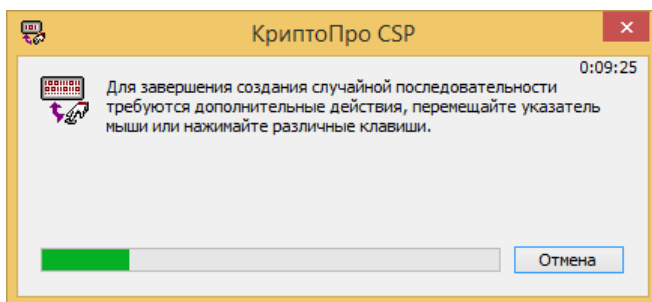 КриптоПро CSP
0:09:25
Для завершения создания случайной последовательности
требуются дополнительные действия, перемещайте указатель
мыши или нажимайте различные клавиши.
Отмена